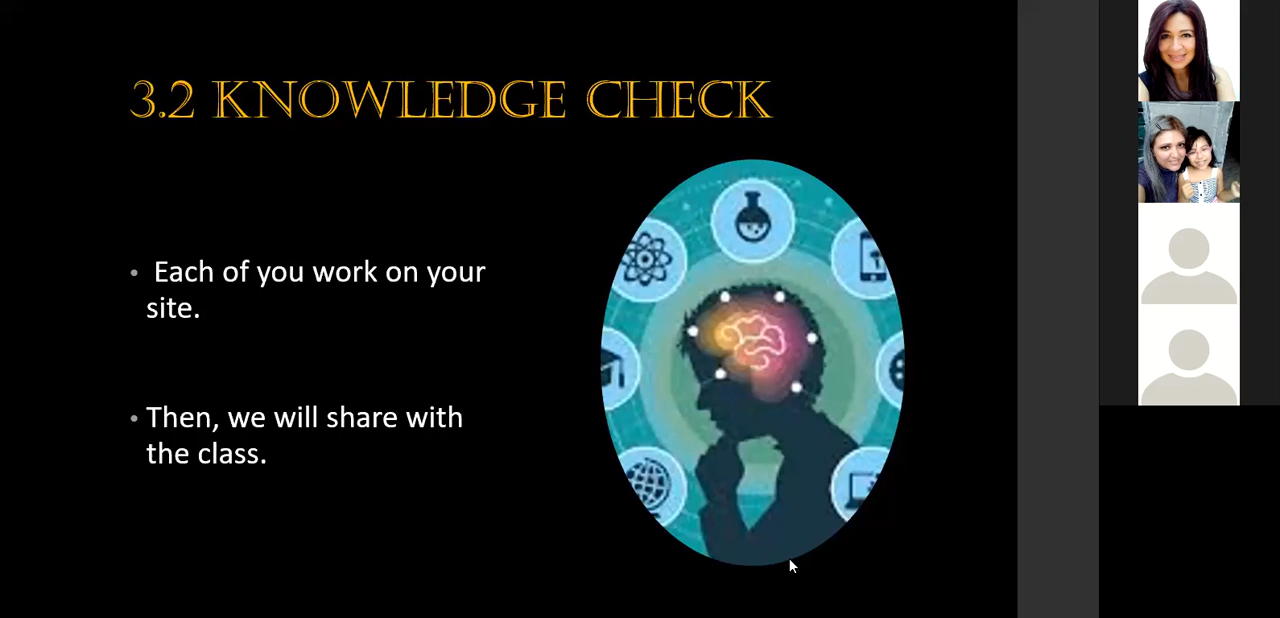 3.2 KNOWLEDGE CHECK
• Each of you work on your
site.
• Then, we will share with
the class.